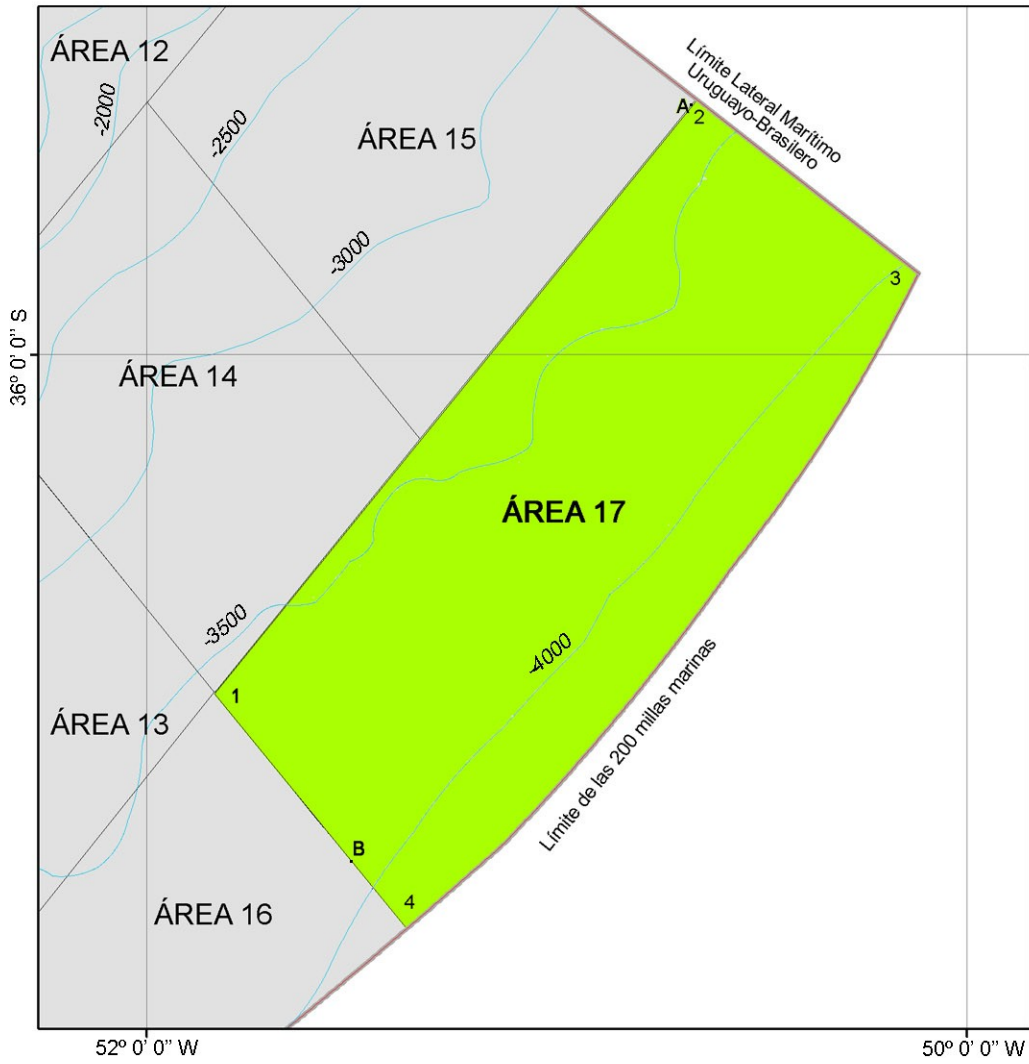 ÁREA 12
-2000
-2500
ÁREA 15
Límite Lateral Marítimo
Uruguayo-Brasilero
A
2
-3000
3
36º 0' 0" S
ÁREA 14
ÁREA 17
-3500
-4000
1
ÁREA 13
Límite de las 200 millas marinas
B
4
ÁREA 16
52º 0' 0" W
50º 0' 0" W